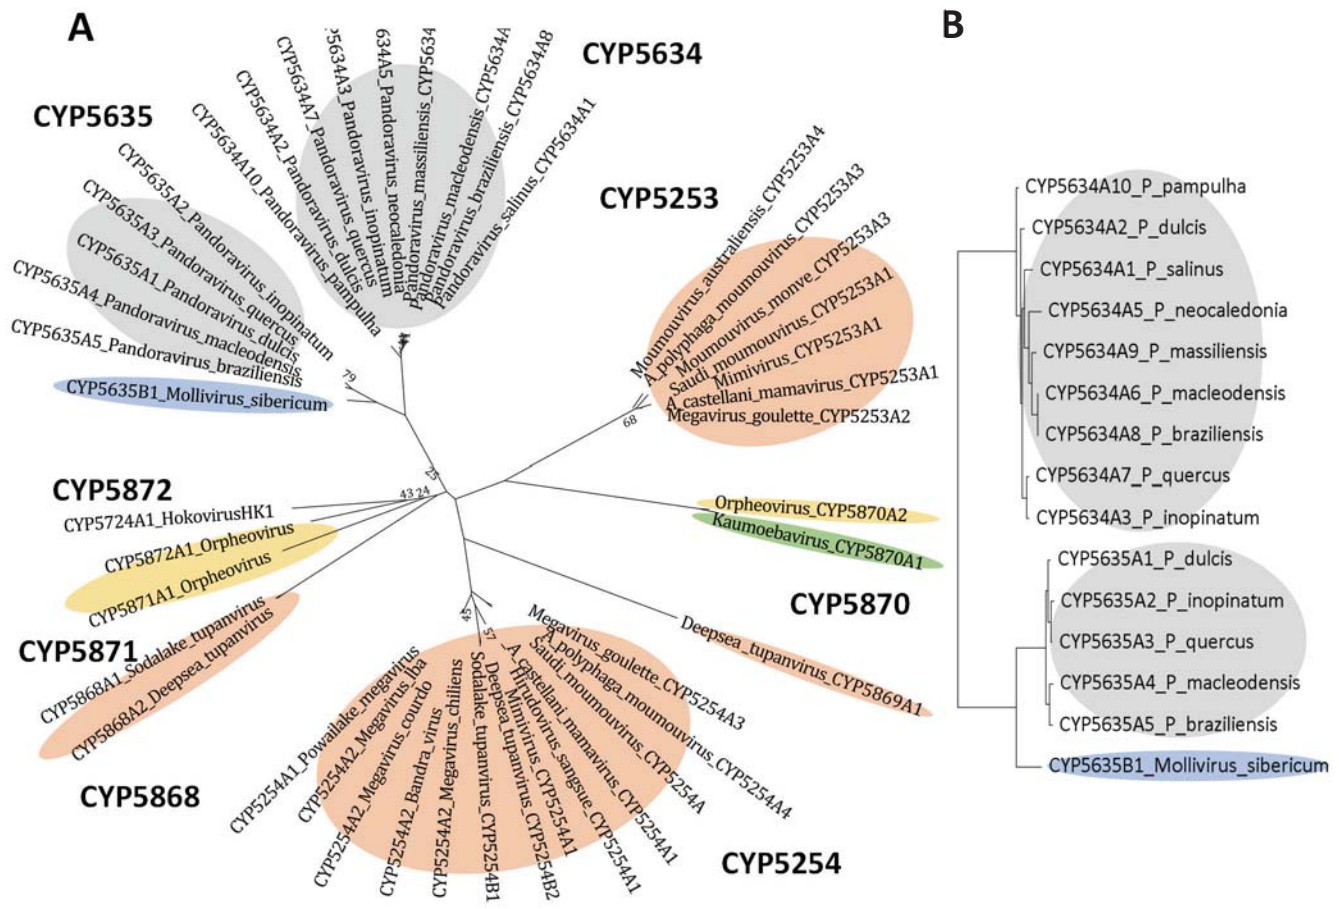 A
CYP5635
CYP5634
CYP5253
CYP5635A2_Pandoravirus_inopinatum
CYP5635A3_Pandoravirus_quercus
CYP5635A1_Pandoravirus_dulcis
CYP5635A4_Pandoravirus_macleodensis
CYP5635A5_Pandoravirus_braziliensis
CYP5635B1_Mollivirus_sibericum
CYP5634A10_Pandoravirus_pampulha
CYP5634A2_Pandoravirus_dulcis
CYP5634A7_Pandoravirus_quercus
5634A3_Pandoravirus_inopinatum
634A5_Pandoravirus_neocaledonia
Pandoravirus_massiliensis_CYP5634
Pandoravirus_macleodensis_CYP5634A
Pandoravirus_braziliensis_CYP5634A8
Pandoravirus_salinus_CYP5634A1
Moumouvirus_australiensis_CYP5253A4
A_polyphaga_moumouvirus_CYP5253A3
Moumouvirus_monve_CYP5253A3
Saudi_moumouvirus_CYP5253A1
Mimivirus_CYP5253A1
A_castellani_mamavirus_CYP5253A1
Megavirus_goulette_CYP5253A2
79
68
25
43 24
CYP5872
CYP5724A1_HokovirusHK1
CYP5872A1_Orpheovirus
CYP5871A1_Orpheovirus
CYP5871
CYP5868A1_Sodalake_tupanvirus
CYP5868A2_Deepsea_tupanvirus
CYP5868
Orpheovirus_CYP5870A2
Kaumoebavirus_CYP5870A1
CYP5870
Deepsea_tupanvirus_CYP5869A1
45
57
CYP5254A1_Powailake_megavirus
CYP5254A2_Megavirus_lba
CYP5254A2_Megavirus_courdo
CYP5254A2_Bandra_virus
CYP5254A2_Megavirus_chiliens
Sodalake_tupanvirus_CYP5254B1
Deepsea_tupanvirus_CYP5254B2
Mimivirus_CYP5254A1
Hirudovirus_sangsue_CYP5254A1
A_castellani_mamavirus_CYP5254A1
Saudi_moumouvirus_CYP5254A
A_polyphaga_moumouvirus_CYP5254A4
Megavirus_goulette_CYP5254A3
CYP5254
B
CYP5634A10_P_pampulha
CYP5634A2_P_dulcis
CYP5634A1_P_salinus
CYP5634A5_P_neocaledonia
CYP5634A9_P_massiliensis
CYP5634A6_P_macleodensis
CYP5634A8_P_braziliensis
CYP5634A7_P_quercus
CYP5634A3_P_inopinatum
CYP5635A1_P_dulcis
CYP5635A2_P_inopinatum
CYP5635A3_P_quercus
CYP5635A4_P_macleodensis
CYP5635A5_P_braziliensis
CYP5635B1_Mollivirus_sibericum